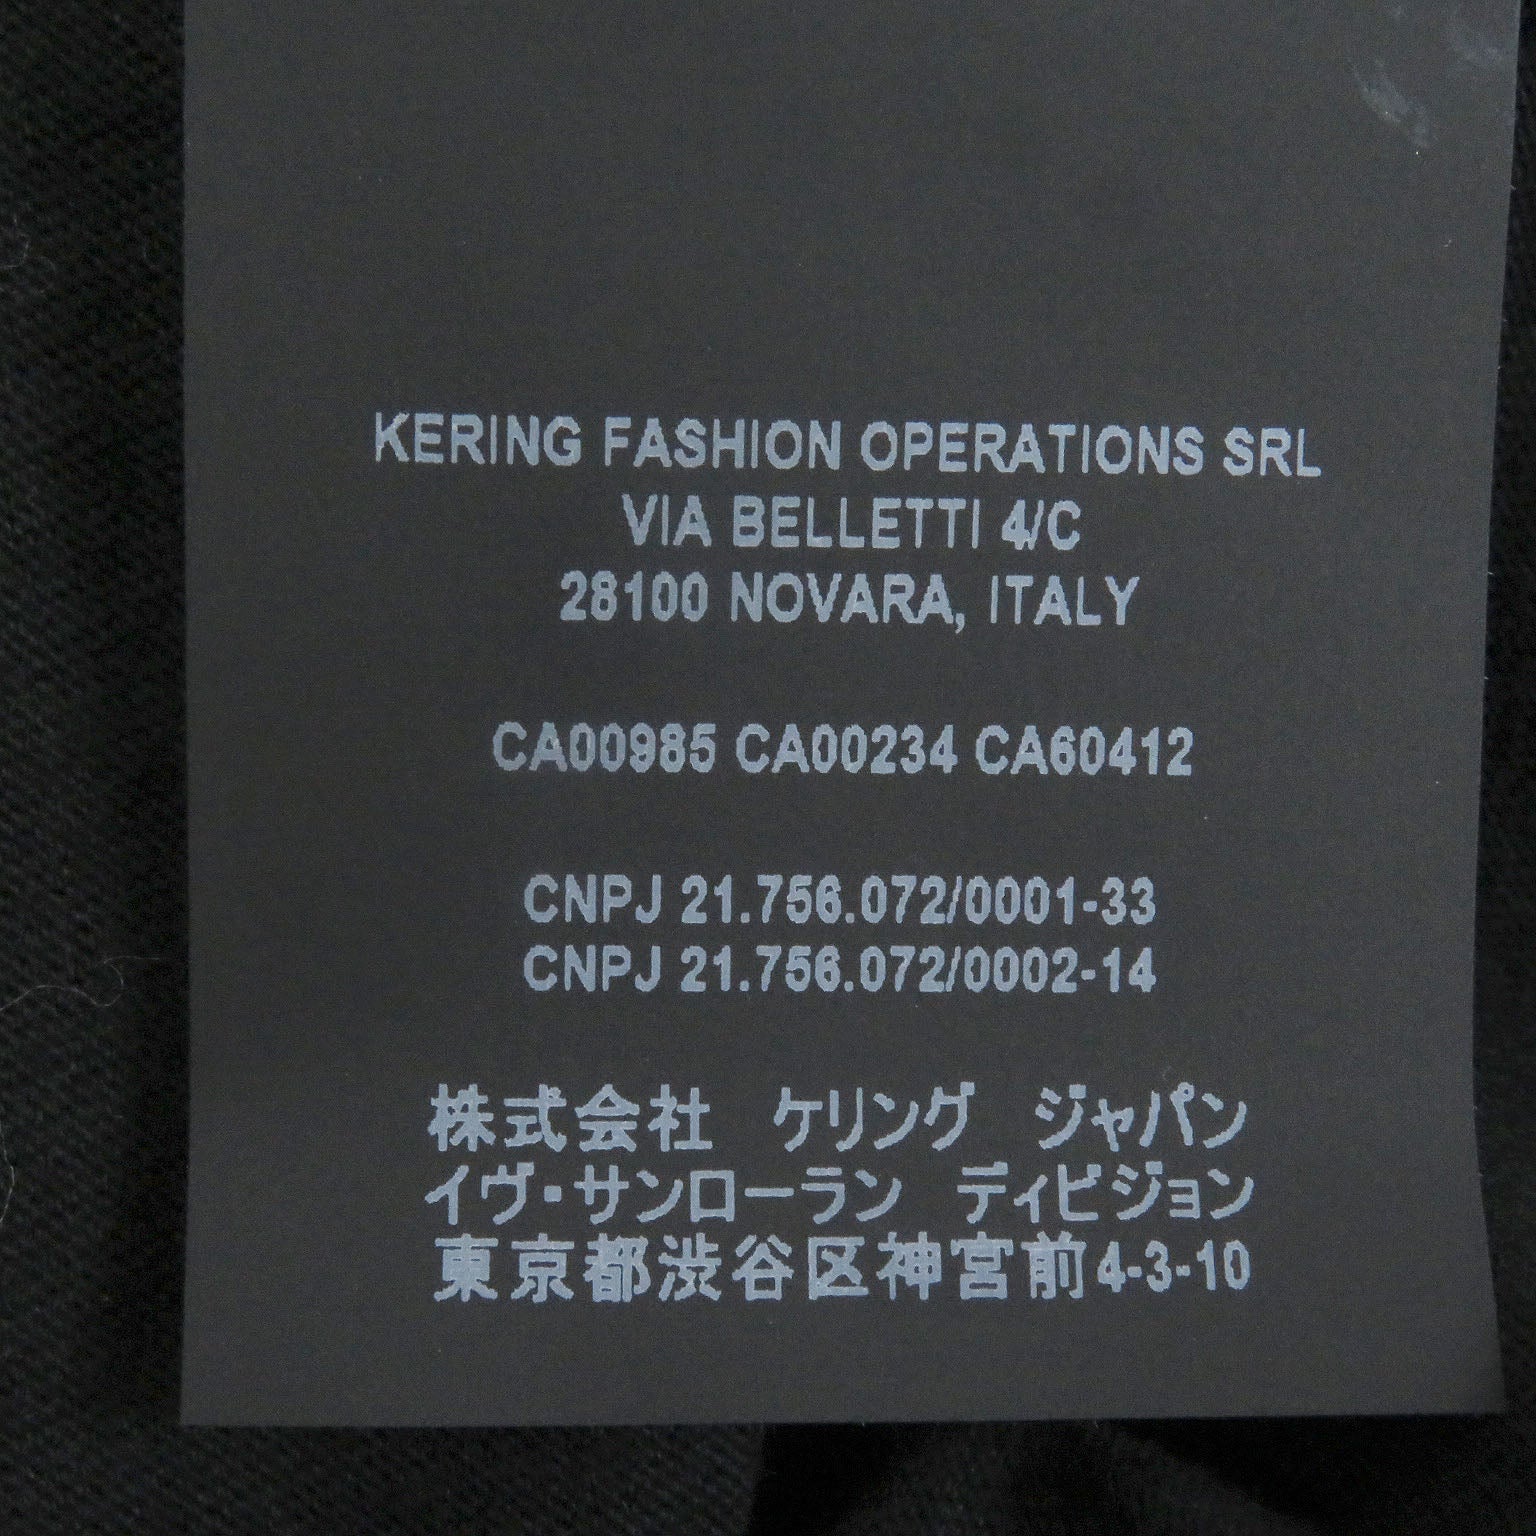 KERING FASHION OPERATIONS SRL
VIA BELLETTI 4/C
28100 NOVARA, ITALY
CA00985 CA00234 CA60412
CNPJ 21.756.072/0001-33
CNPJ 21.756.072/0002-14
株式会社　ケリング　ジャパン
イヴ・サンローラン　ディビジョン
東京都渋谷区神宮前4-3-10